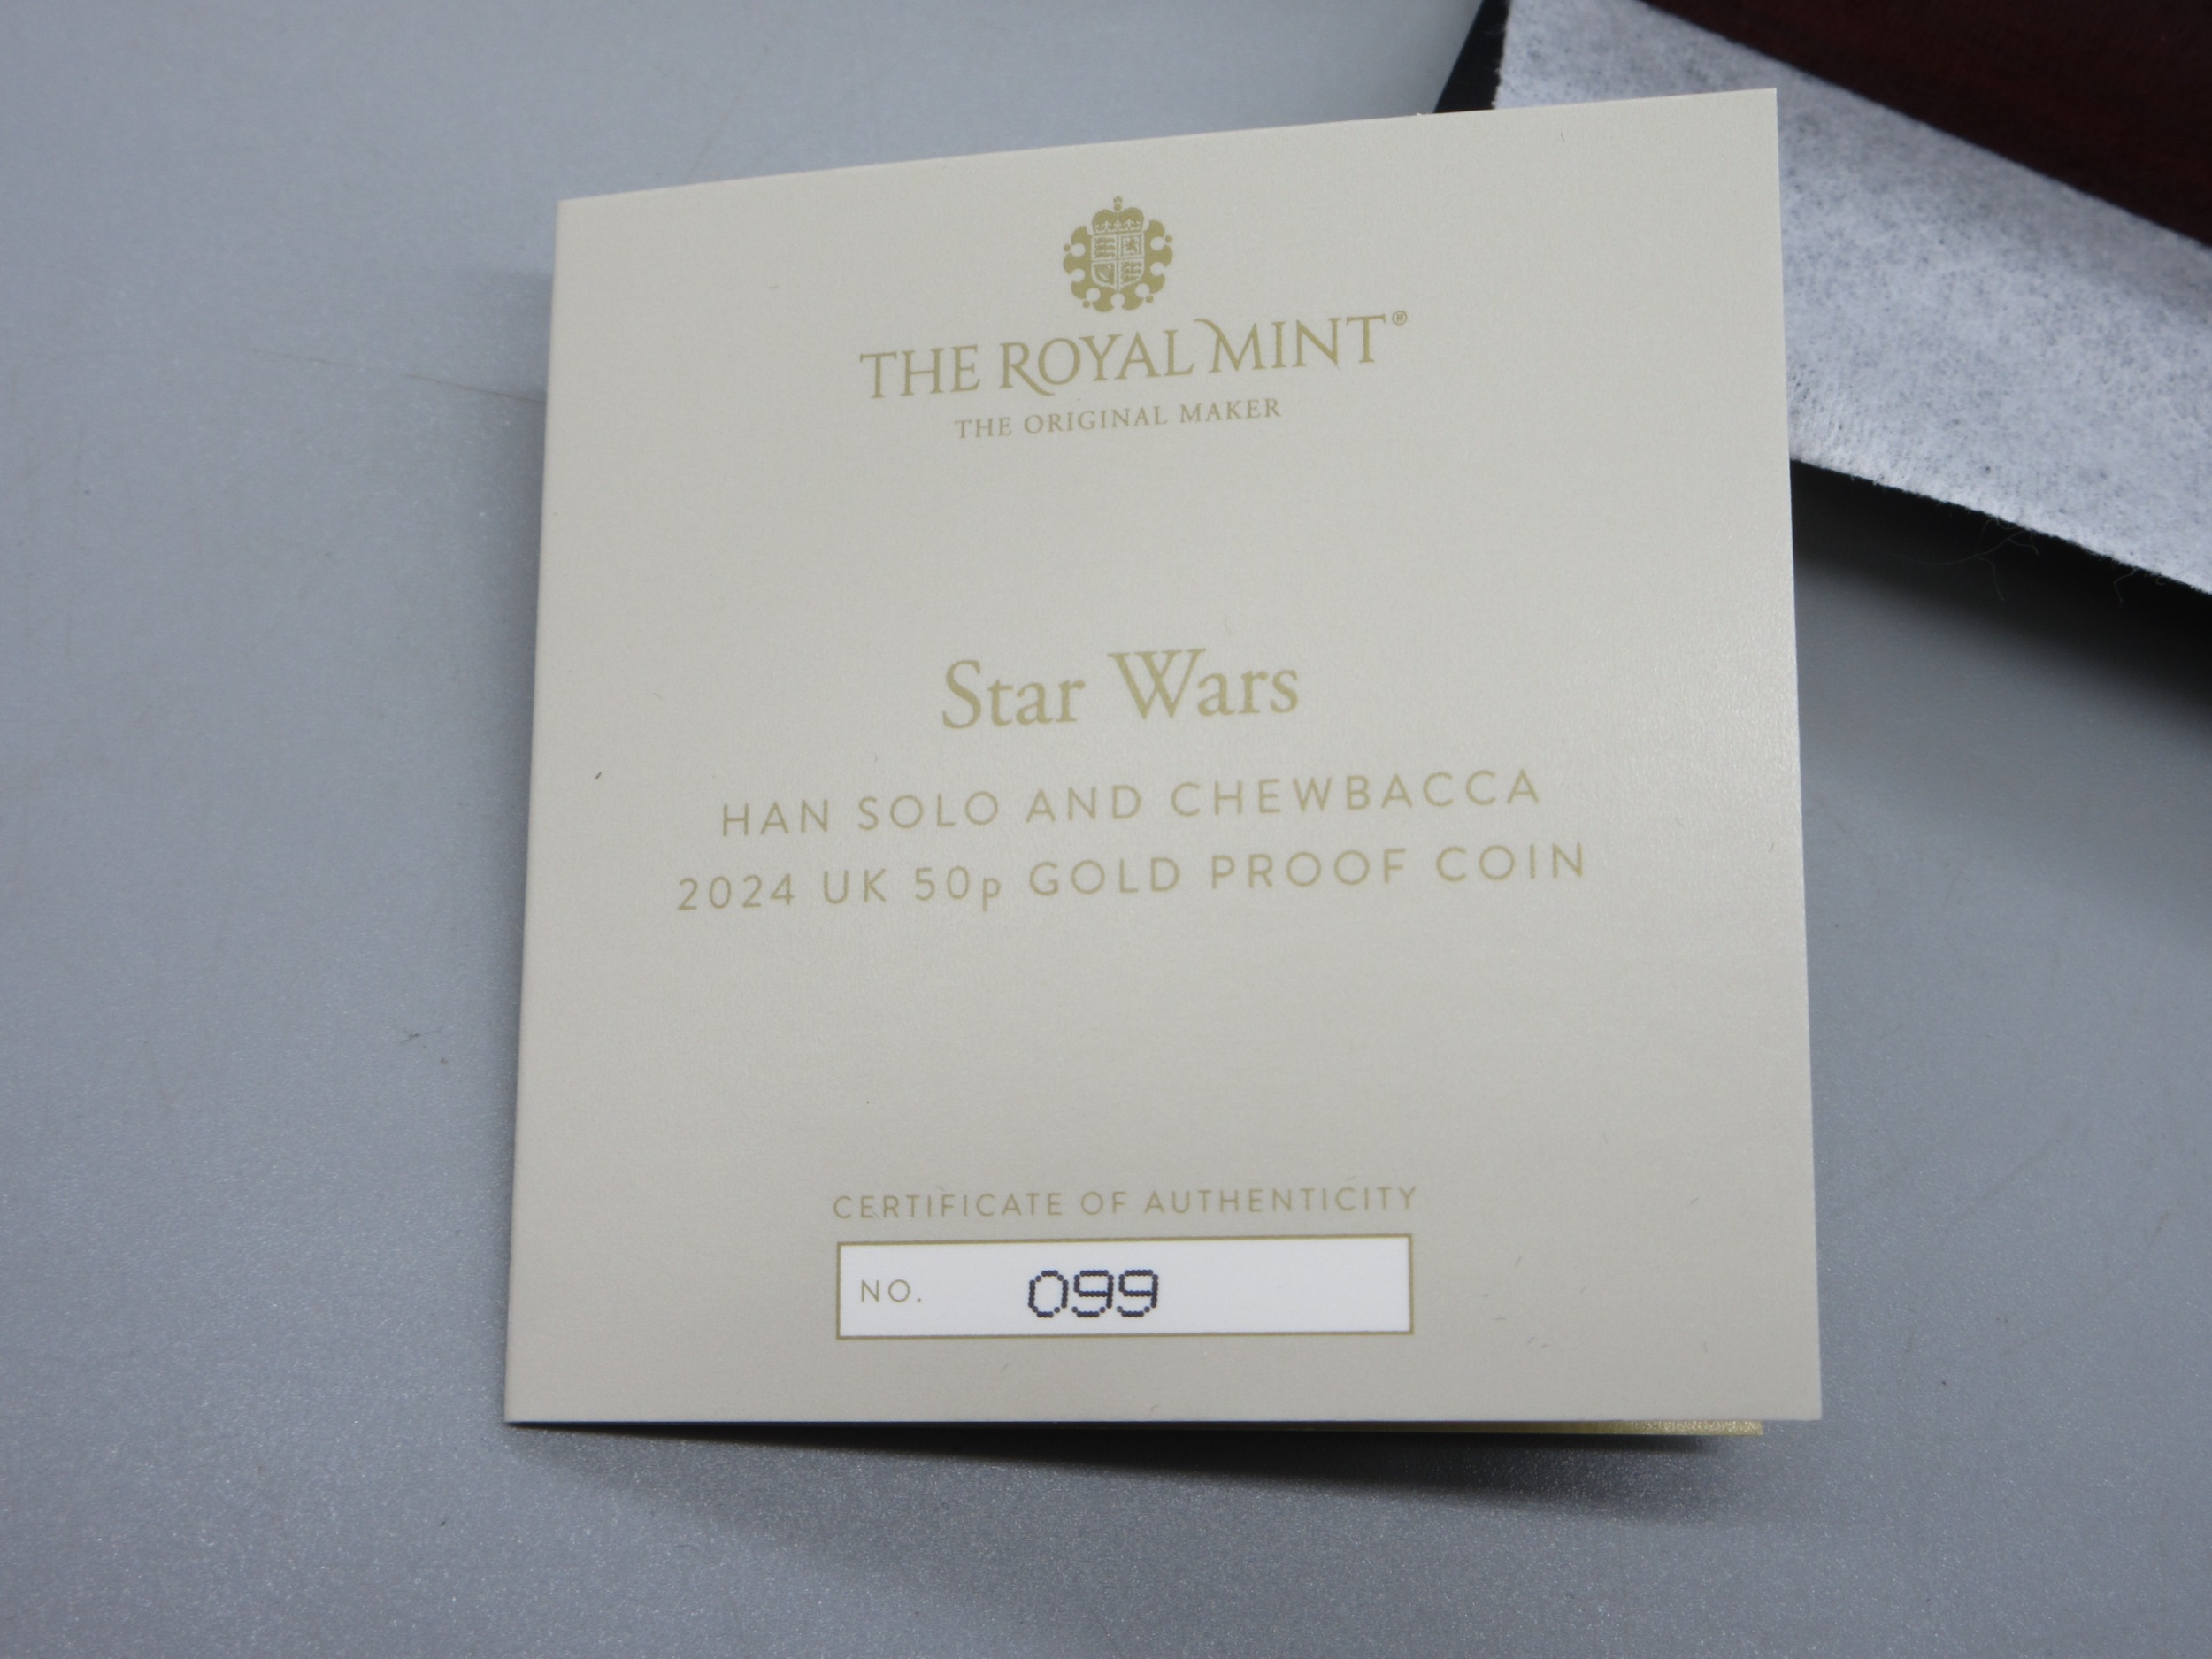 THE ROYAL MINT®
THE ORIGINAL MAKER
Star Wars
HAN SOLO AND CHEWBACCA
2024 UK 50p GOLD PROOF COIN
CERTIFICATE OF AUTHENTICITY
NO. 099